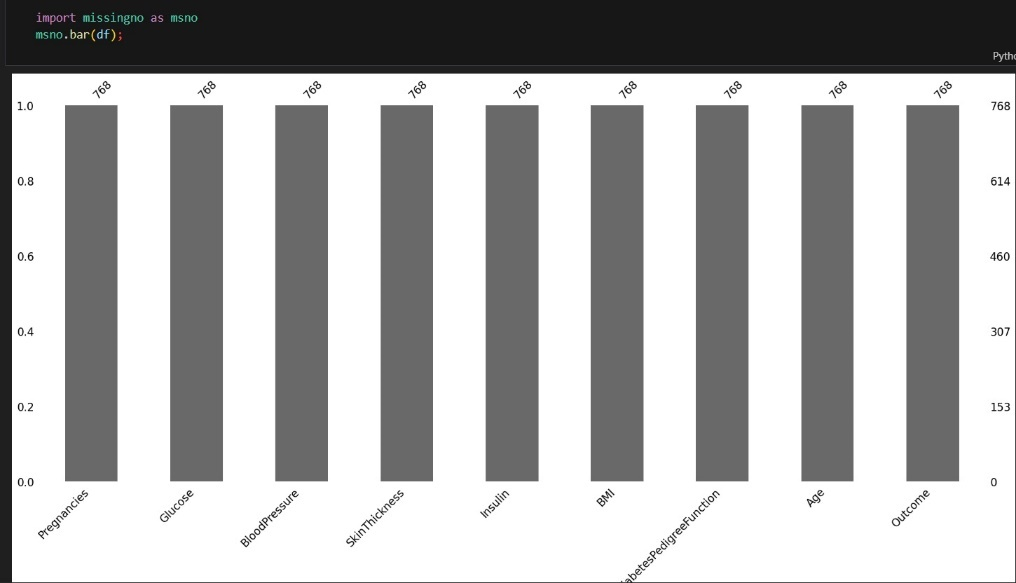 import missingno as msno
msno.bar(df);
768 768 768 768 768 768 768 768 768
1.0 768
0.8 614
0.6 460
0.4 307
0.2 153
0.0 0
Pregnancies Glucose BloodPressure SkinThickness Insulin BMI abetesPedigreeFunction Age Outcome